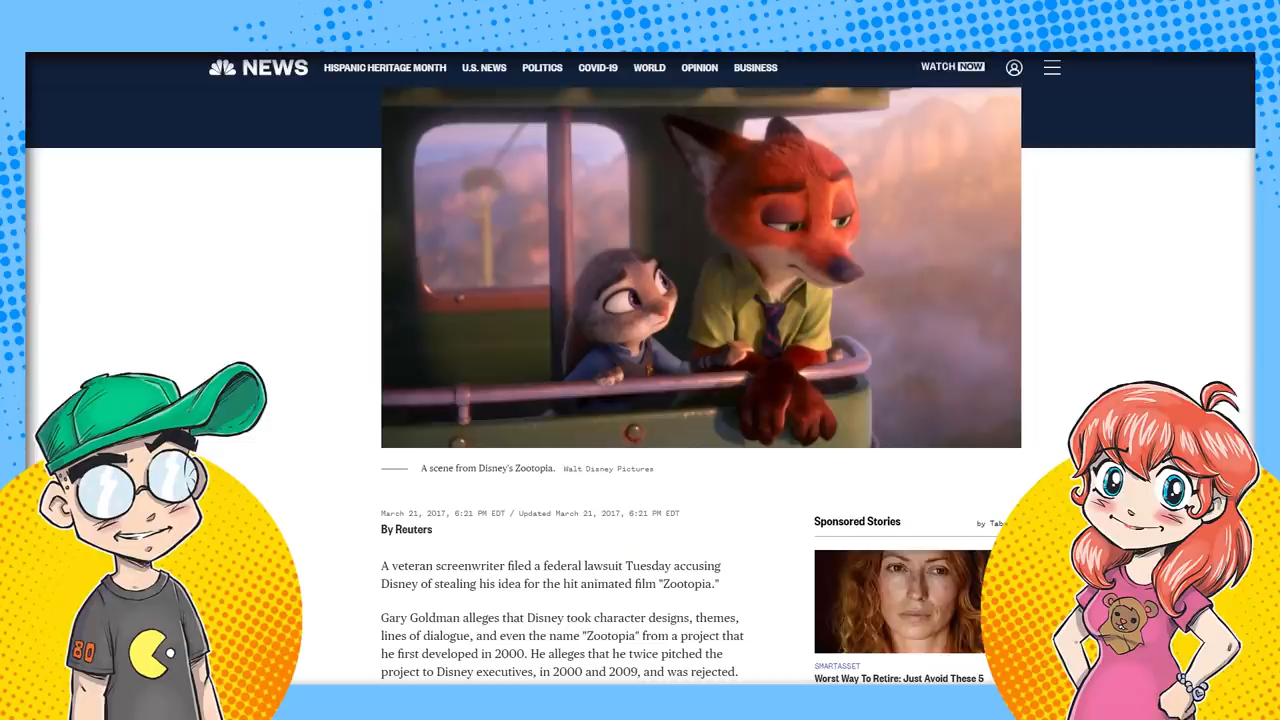 NEWS HISPANIC HERITAGE MONTH U.S. NEWS POLITICS COVID-19 WORLD OPINION BUSINESS WATCH NOW
A scene from Disney's Zootopia. Walt Disney Pictures
March 21, 2017, 6:21 PM EDT / Updated March 21, 2017, 6:21 PM EDT
By Reuters
A veteran screenwriter filed a federal lawsuit Tuesday accusing
Disney of stealing his idea for the hit animated film "Zootopia."
Gary Goldman alleges that Disney took character designs, themes,
lines of dialogue, and even the name "Zootopia" from a project that
he first developed in 2000. He alleges that he twice pitched the
project to Disney executives, in 2000 and 2009, and was rejected.
Sponsored Stories by Tab
SMARTASSET
Worst Way To Retire: Just Avoid These 5
80